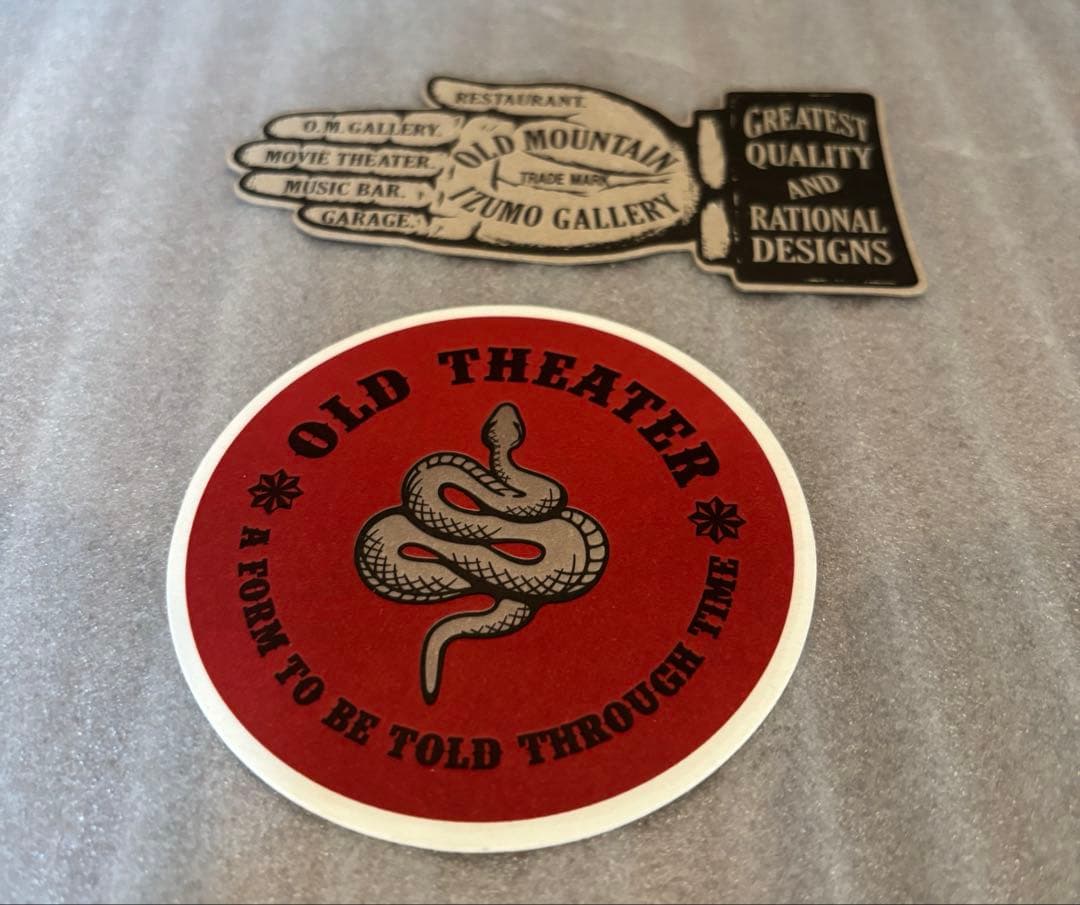 RESTAURANT.
O.M. GALLERY.
MOVIE THEATER.
MUSIC BAR.
GARAGE.
OLD MOUNTAIN
TRADE MARK
IZUMO GALLERY
GREATEST
QUALITY
AND
RATIONAL
DESIGNS
OLD THEATER
A FORM TO BE TOLD THROUGH TIME